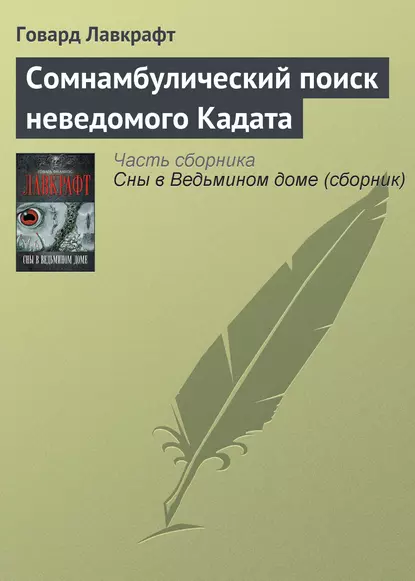 Говард Лавкрафт
Сомнамбулический поиск
неведомого Кадата
Часть сборника
Сны в Ведьмином доме (сборник)
ЛАВКРАФТ
СНЫ В ВЕДЬМИНОМ ДОМЕ